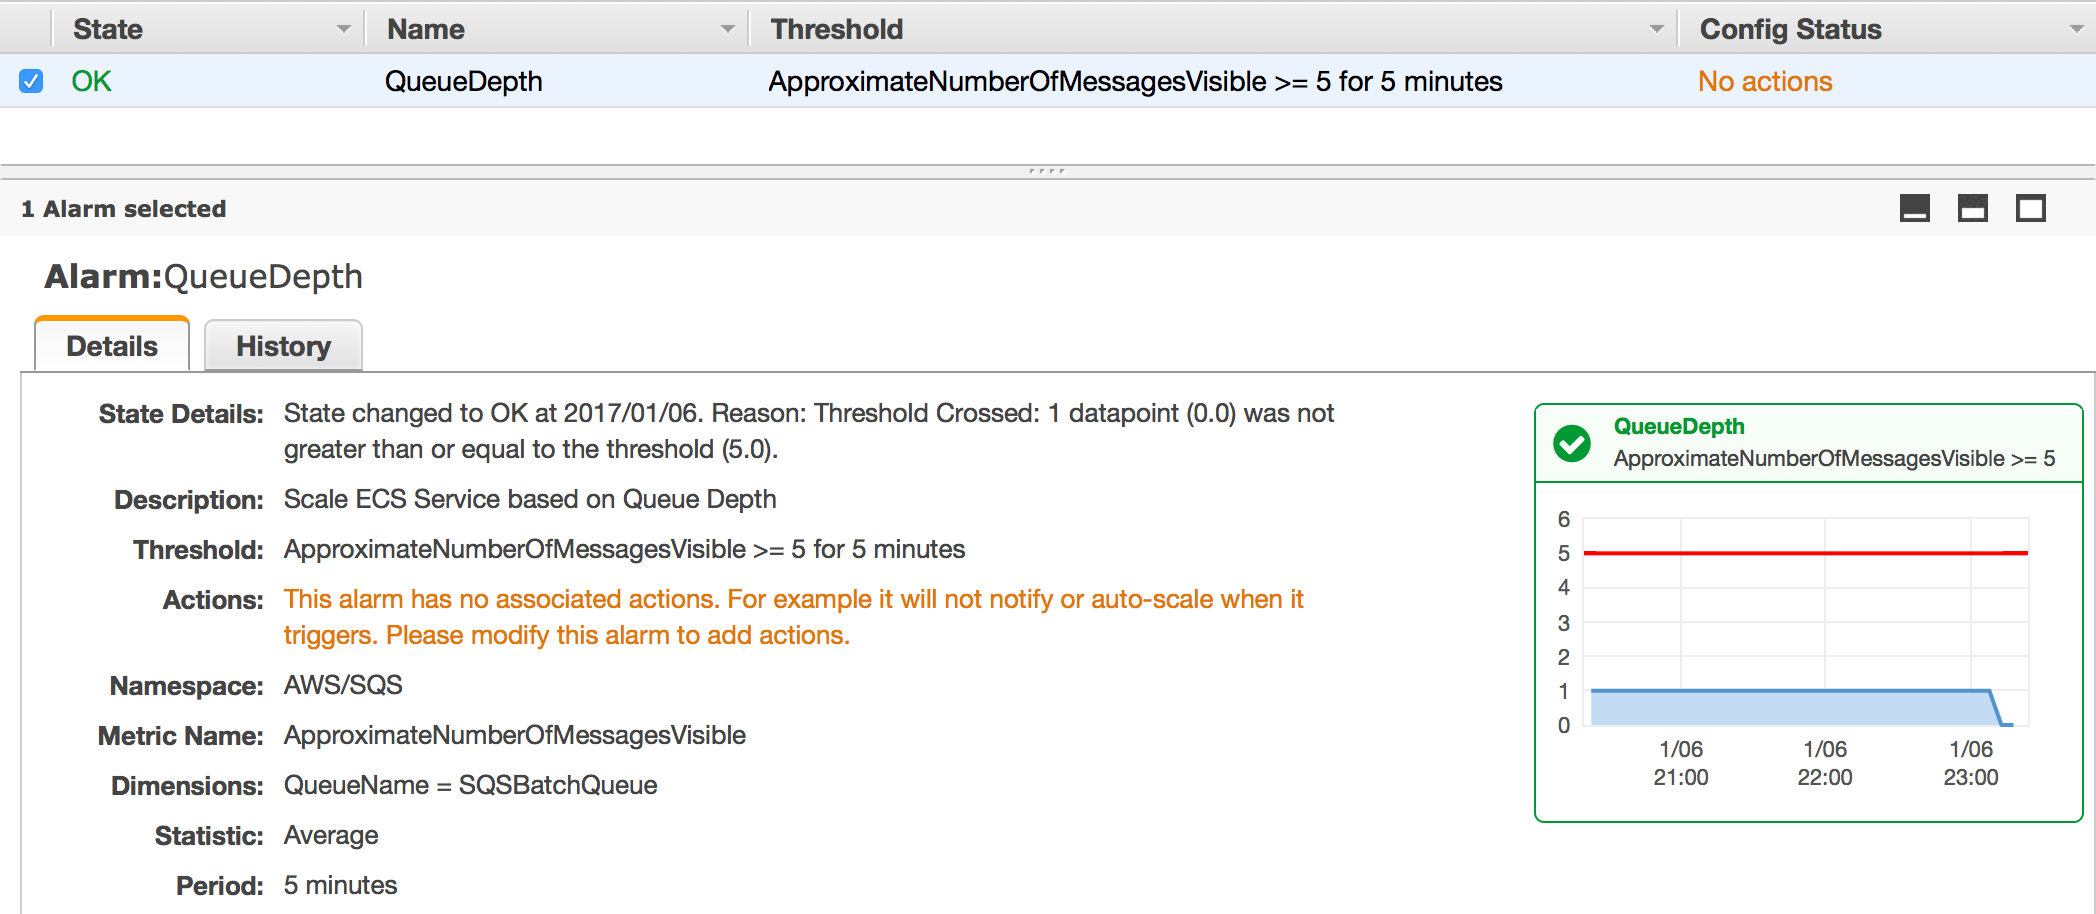 State Name Threshold Config Status
OK QueueDepth ApproximateNumberOfMessagesVisible >= 5 for 5 minutes No actions
1 Alarm selected
Alarm:QueueDepth
Details History
State Details: State changed to OK at 2017/01/06. Reason: Threshold Crossed: 1 datapoint (0.0) was not
greater than or equal to the threshold (5.0).
Description: Scale ECS Service based on Queue Depth
Threshold: ApproximateNumberOfMessagesVisible >= 5 for 5 minutes
Actions: This alarm has no associated actions. For example it will not notify or auto-scale when it
triggers. Please modify this alarm to add actions.
Namespace: AWS/SQS
Metric Name: ApproximateNumberOfMessagesVisible
Dimensions: QueueName = SQSBatchQueue
Statistic: Average
Period: 5 minutes
QueueDepth
ApproximateNumberOfMessagesVisible >= 5
6
5
4
3
2
1
0
1/06 1/06 1/06
21:00 22:00 23:00